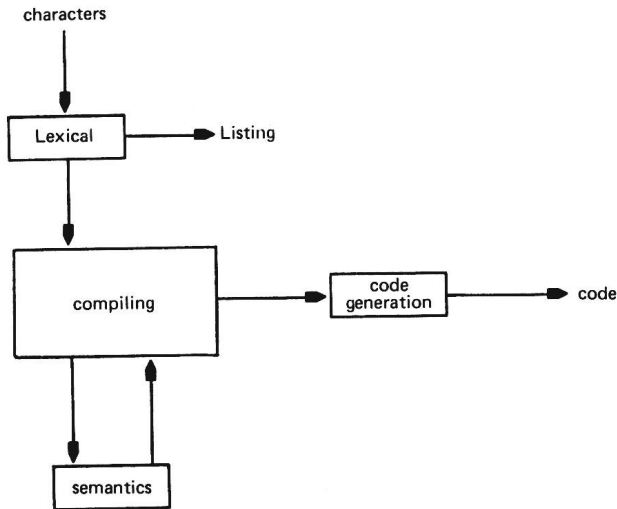 characters
Lexical
Listing
compiling
code
generation
code
semantics